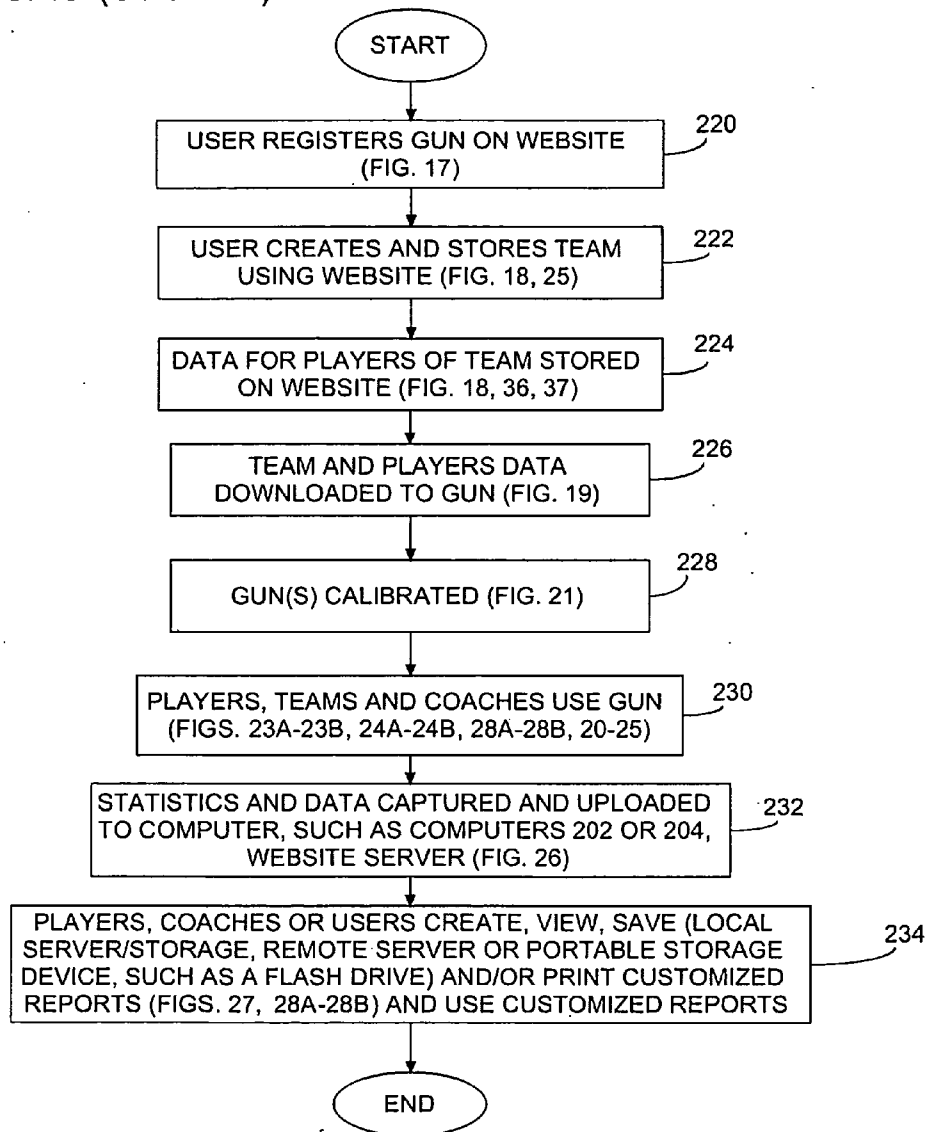 START
USER REGISTERS GUN ON WEBSITE
(FIG. 17)
220
USER CREATES AND STORES TEAM
USING WEBSITE (FIG. 18, 25)
222
DATA FOR PLAYERS OF TEAM STORED
ON WEBSITE (FIG. 18, 36, 37)
224
TEAM AND PLAYERS DATA
DOWNLOADED TO GUN (FIG. 19)
226
GUN(S) CALIBRATED (FIG. 21)
228
PLAYERS, TEAMS AND COACHES USE GUN
(FIGS. 23A-23B, 24A-24B, 28A-28B, 20-25)
230
STATISTICS AND DATA CAPTURED AND UPLOADED
TO COMPUTER, SUCH AS COMPUTERS 202 OR 204,
WEBSITE SERVER (FIG. 26)
232
PLAYERS, COACHES OR USERS CREATE, VIEW, SAVE (LOCAL
SERVER/STORAGE, REMOTE SERVER OR PORTABLE STORAGE
DEVICE, SUCH AS A FLASH DRIVE) AND/OR PRINT CUSTOMIZED
REPORTS (FIGS. 27, 28A-28B) AND USE CUSTOMIZED REPORTS
234
END